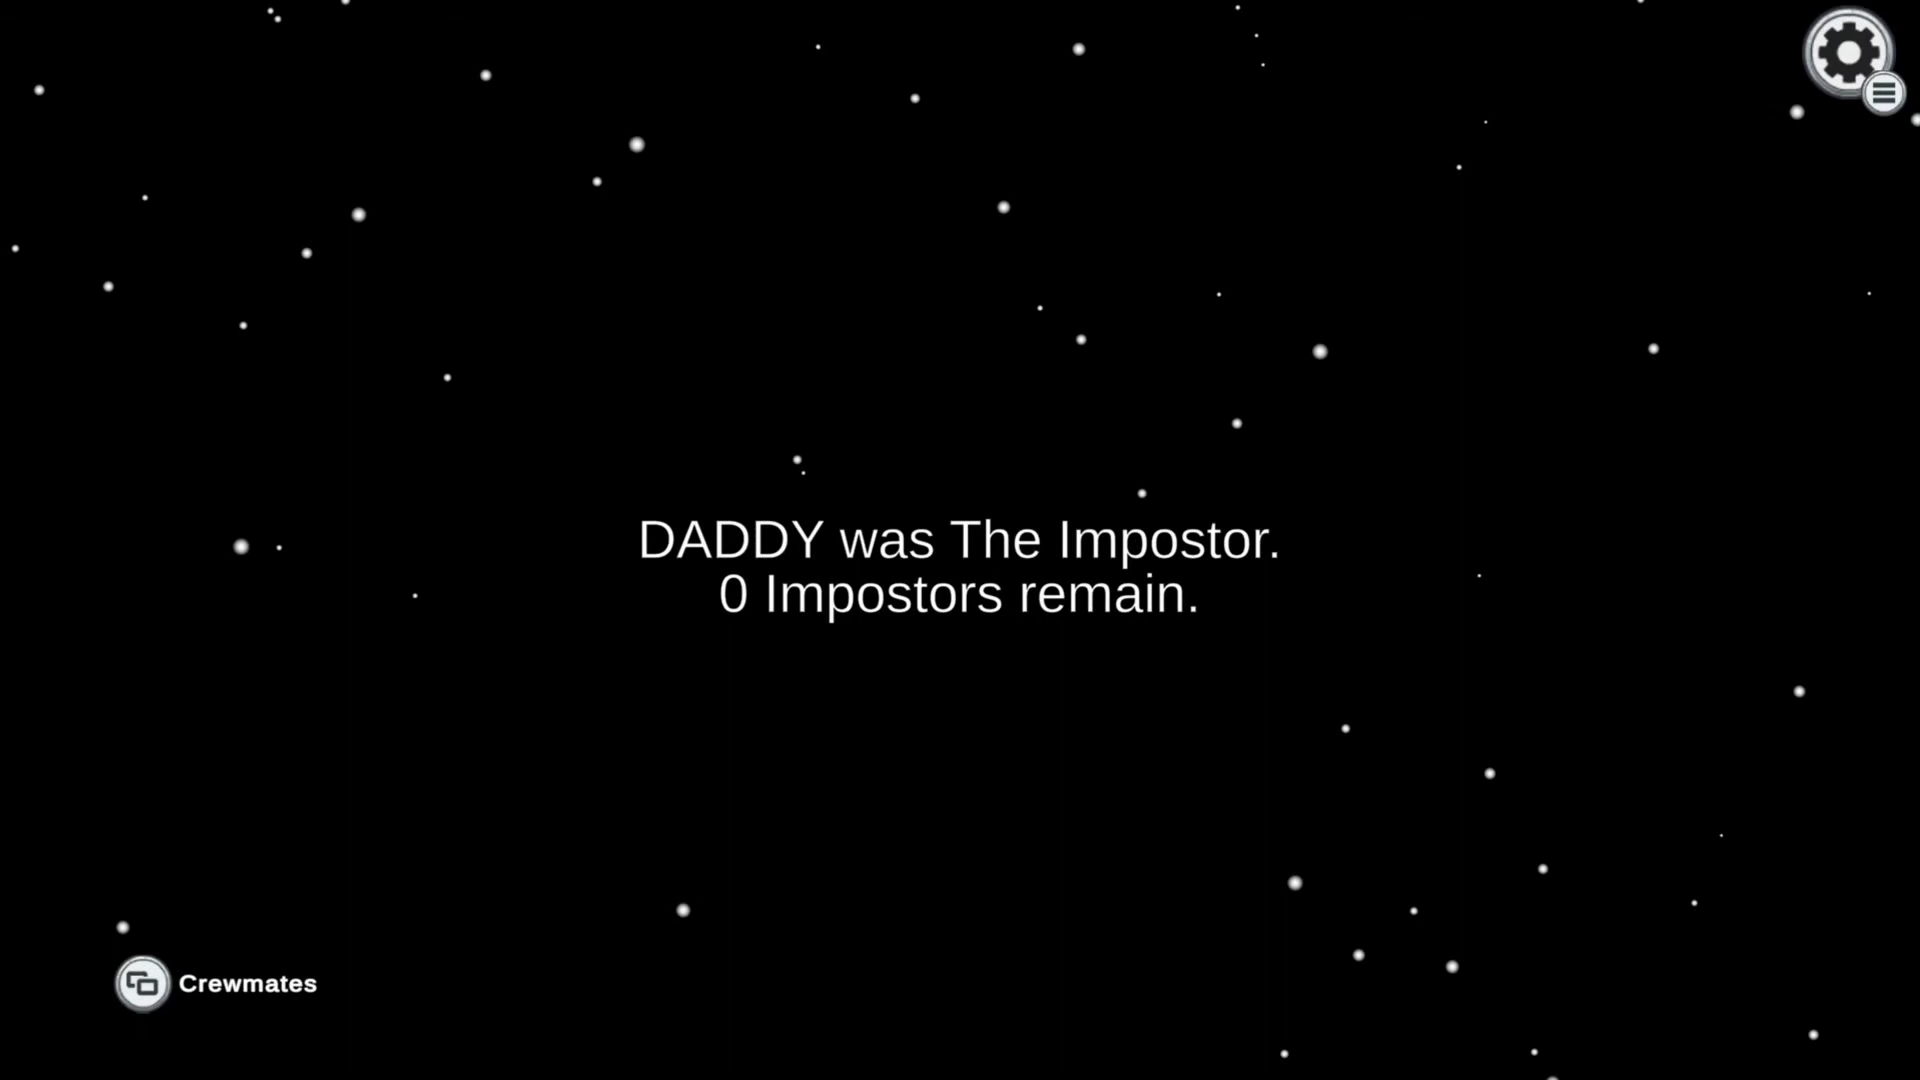 DADDY was The Impostor.
0 Impostors remain.
Crewmates